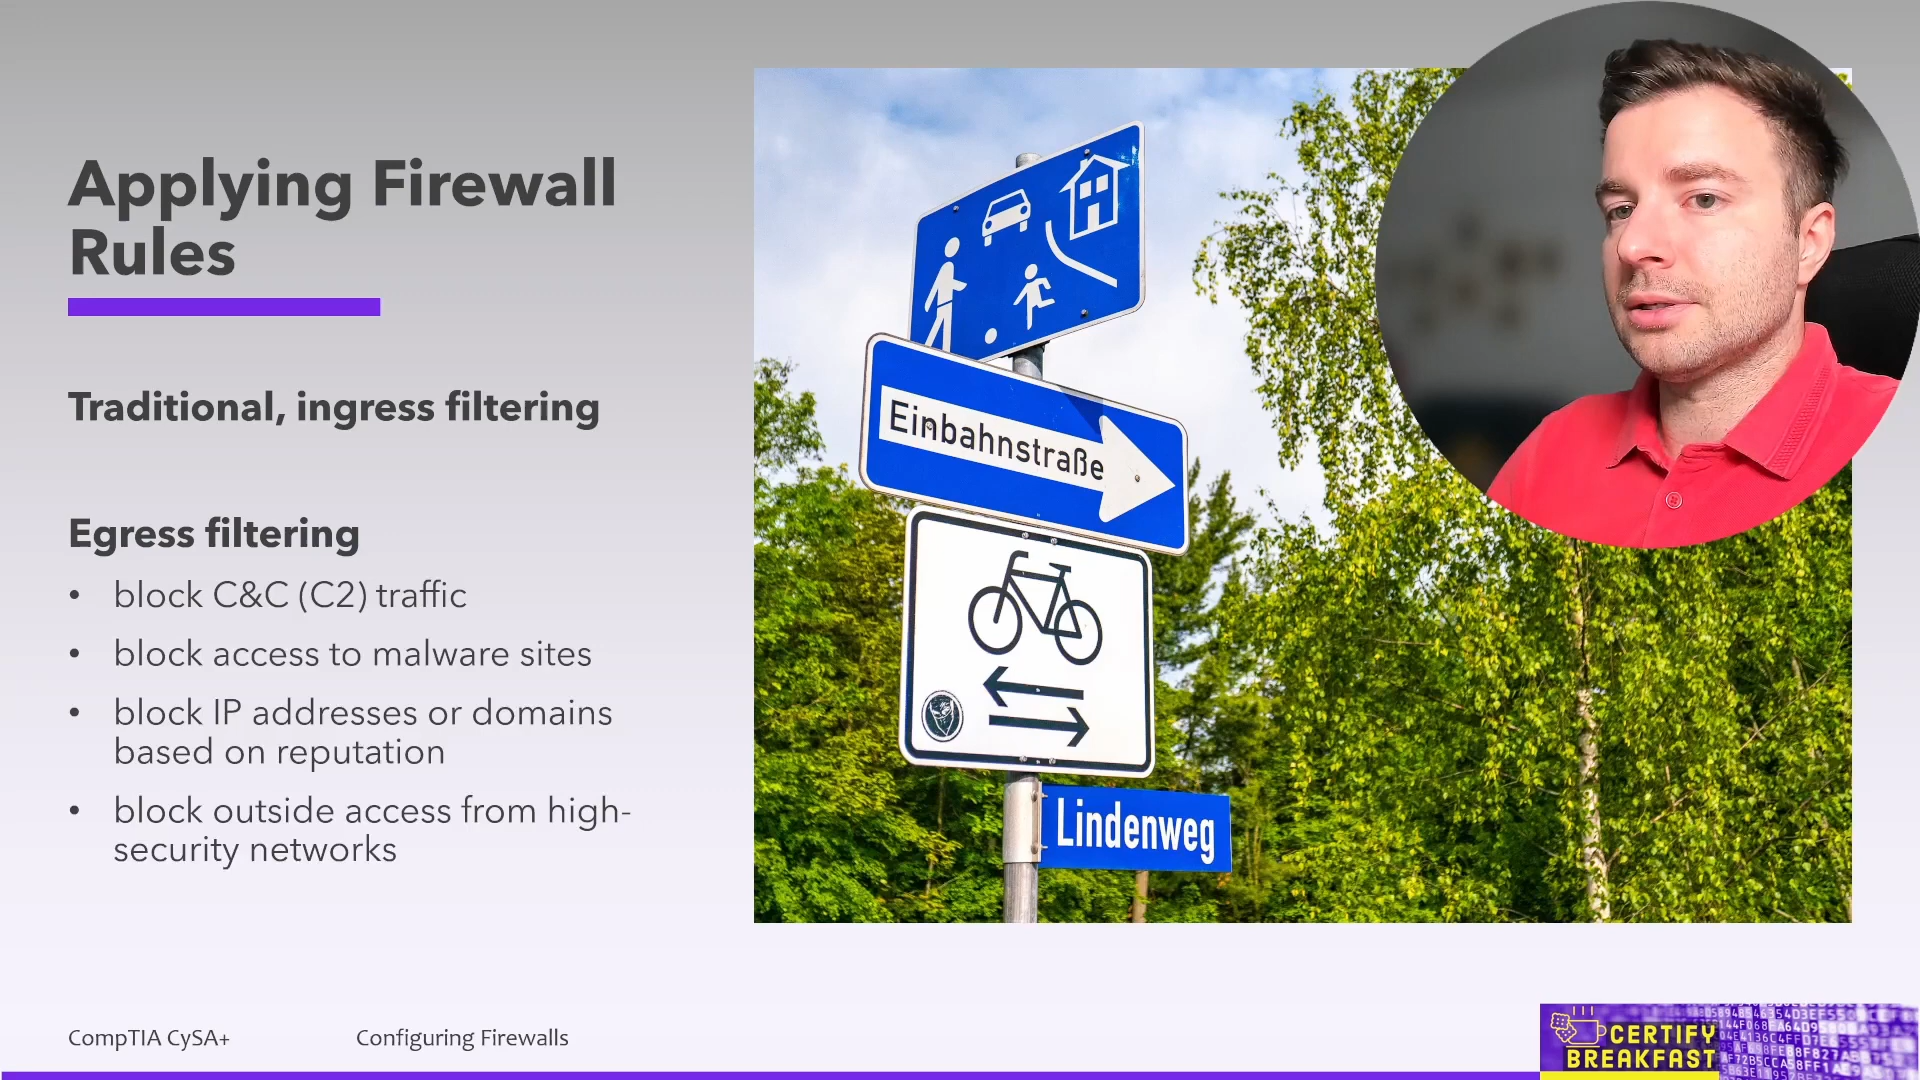 Applying Firewall
Rules
Traditional, ingress filtering
Egress filtering
• block C&C (C2) traffic
• block access to malware sites
• block IP addresses or domains
based on reputation
• block outside access from high-
security networks
Einbahnstraße
Lindenweg
CompTIA CySA+
Configuring Firewalls
CERTIFY
BREAKFAST